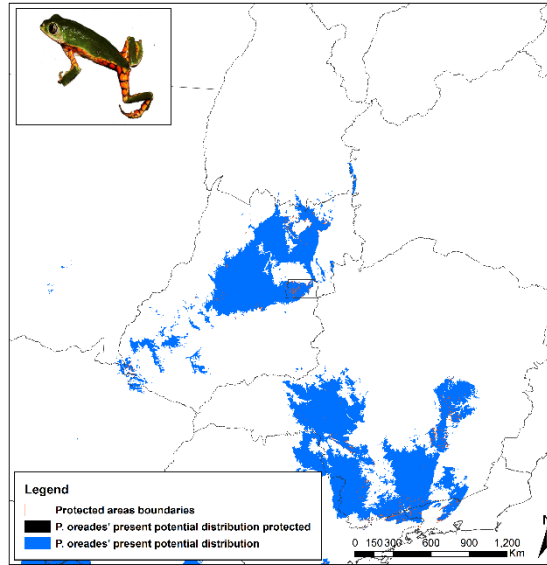 N
0 150 300 600 900 1,200
Km
Legend
Protected areas boundaries
P. oreades' present potential distribution protected
P. oreades' present potential distribution